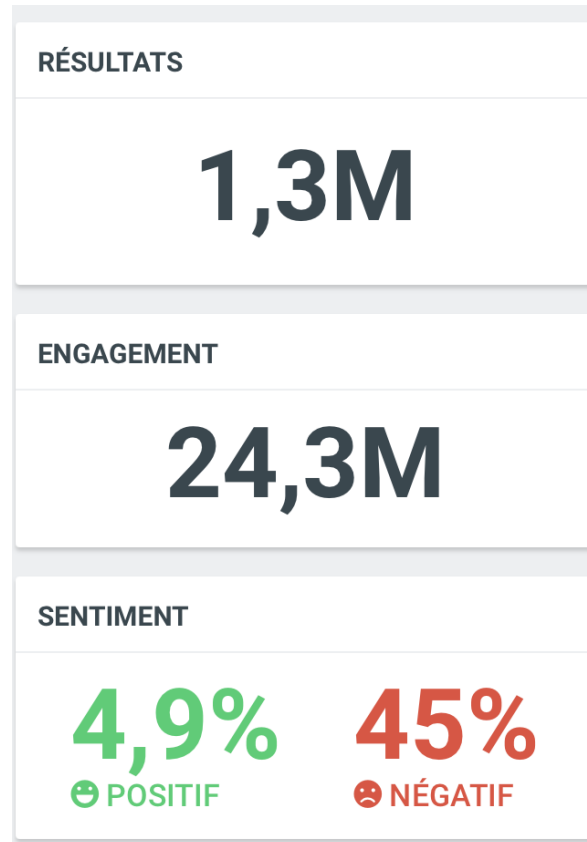 RÉSULTATS
1,3M
ENGAGEMENT
24,3M
SENTIMENT
4,9% 45%
POSITIF NÉGATIF